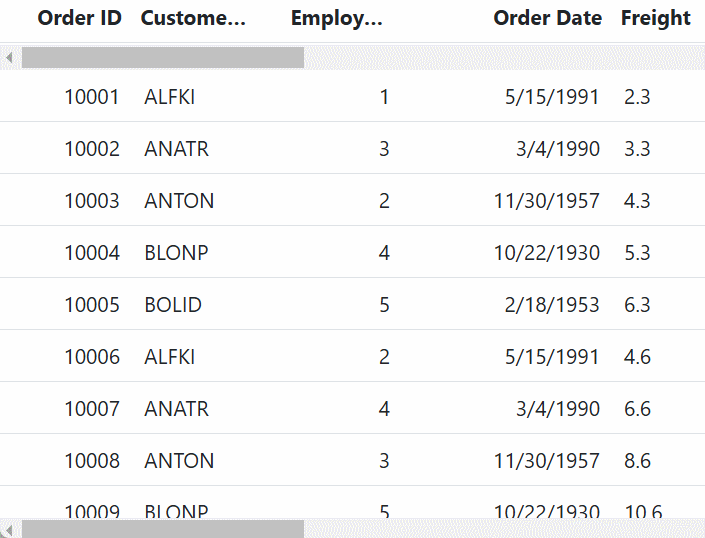 Order ID Custome... Employ... Order Date Freight
10001 ALFKI 1 5/15/1991 2.3
10002 ANATR 3 3/4/1990 3.3
10003 ANTON 2 11/30/1957 4.3
10004 BLONP 4 10/22/1930 5.3
10005 BOLID 5 2/18/1953 6.3
10006 ALFKI 2 5/15/1991 4.6
10007 ANATR 4 3/4/1990 6.6
10008 ANTON 3 11/30/1957 8.6
10009 BLONP 5 10/22/1930 10.6